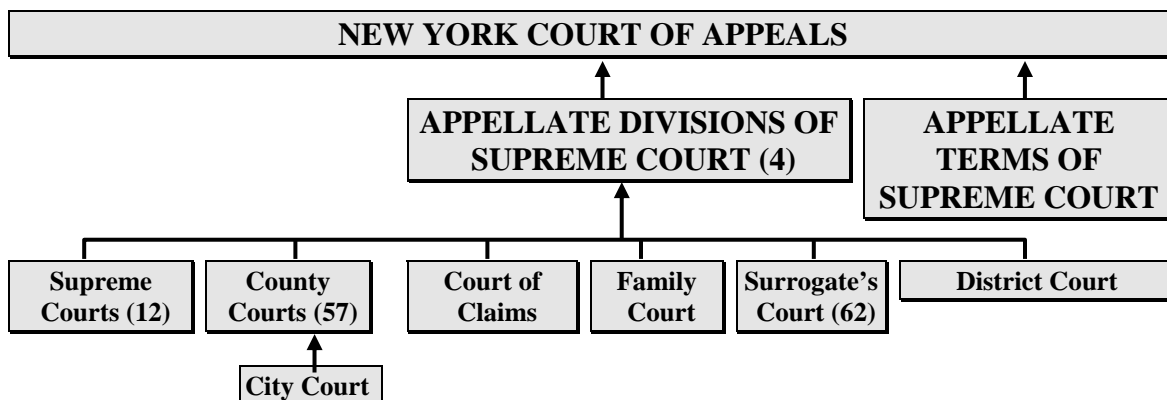 NEW YORK COURT OF APPEALS
APPELLATE DIVISIONS OF
SUPREME COURT (4)
APPELLATE
TERMS OF
SUPREME COURT
Supreme
Courts (12)
County
Courts (57)
Court of
Claims
Family
Court
Surrogate’s
Court (62)
District Court
City Court